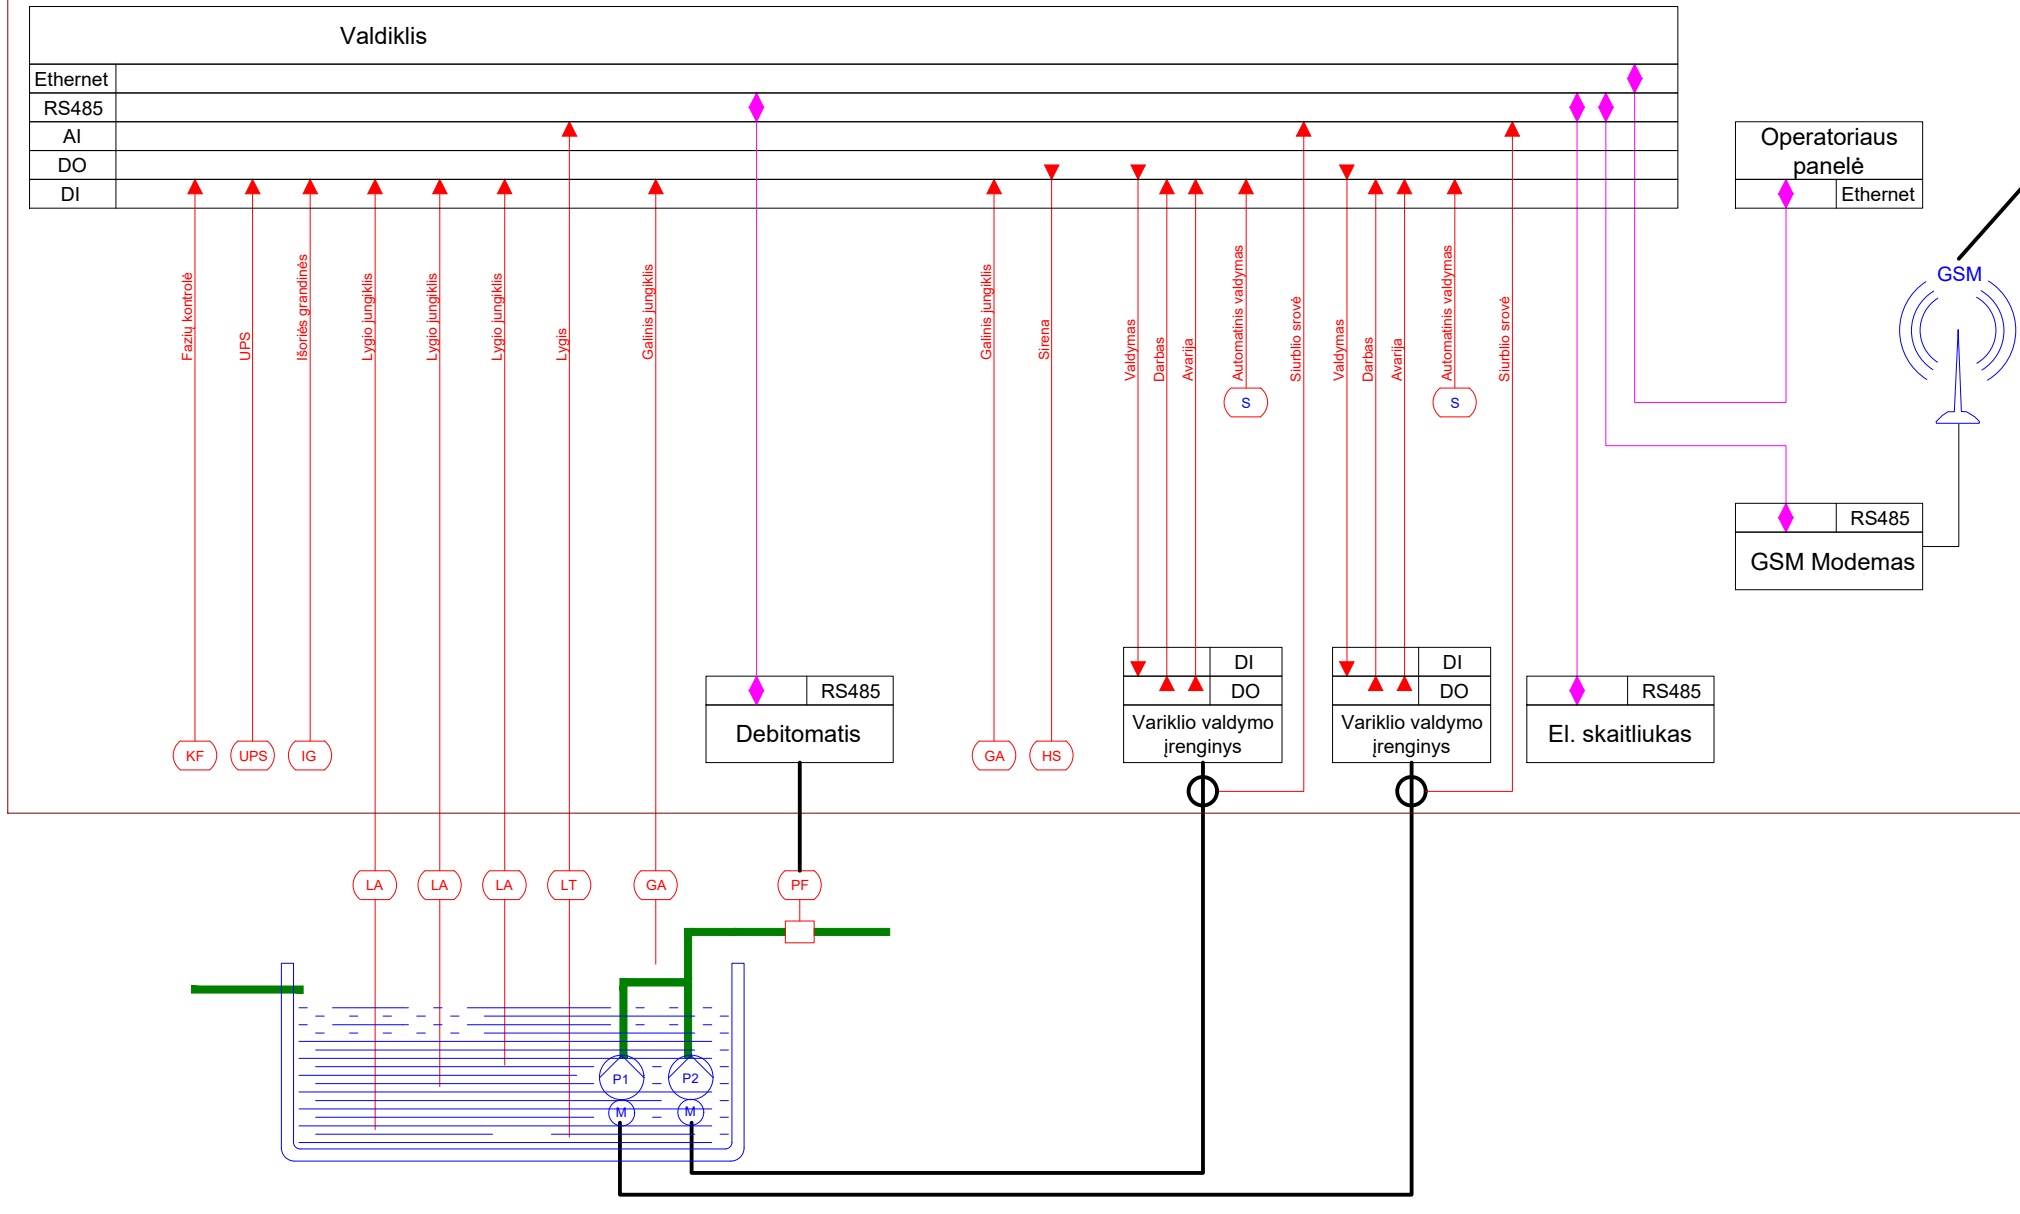 Valdiklis
Ethernet
RS485
AI
DO
DI
Operatoriaus
panelė
Ethernet
GSM
Fazių kontrolė
UPS
Išorinės grandinės
Lygio jungiklis
Lygio jungiklis
Lygio jungiklis
Lygis
Galinis jungiklis
Galinis jungiklis
Sirena
Valdymas
Darbas
Avarija
Automatinis valdymas
Siurblio srovė
Valdymas
Darbas
Avarija
Automatinis valdymas
Siurblio srovė
S
S
RS485
GSM Modemas
RS485
Debitomatis
DI
DO
Variklio valdymo
įrenginys
DI
DO
Variklio valdymo
įrenginys
RS485
El. skaitliukas
KF
UPS
IG
GA
HS
LA
LA
LA
LT
GA
PF
P1
P2
M
M